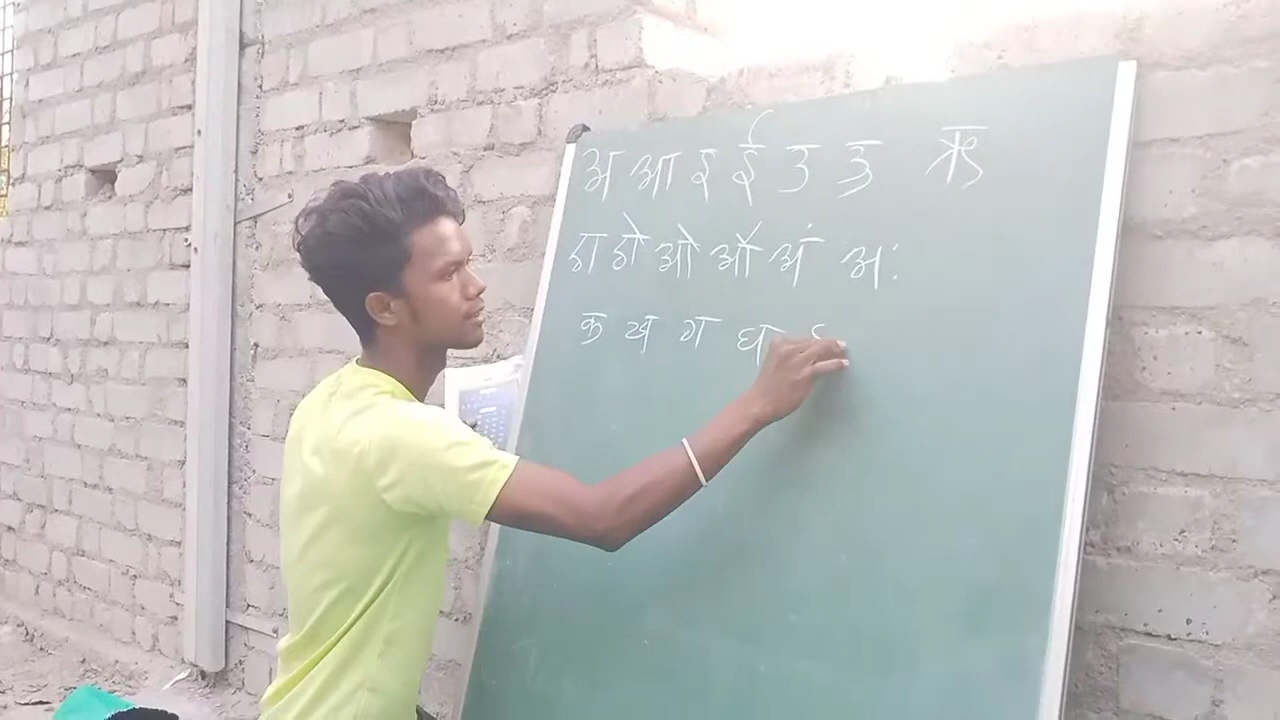 अ आ इ ई उ ऊ ऋ
ए ऐ ओ औ अं अः
क ख ग घ